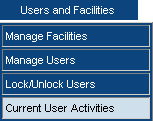 Users and Facilities
Manage Facilities
Manage Users
Lock/Unlock Users
Current User Activities